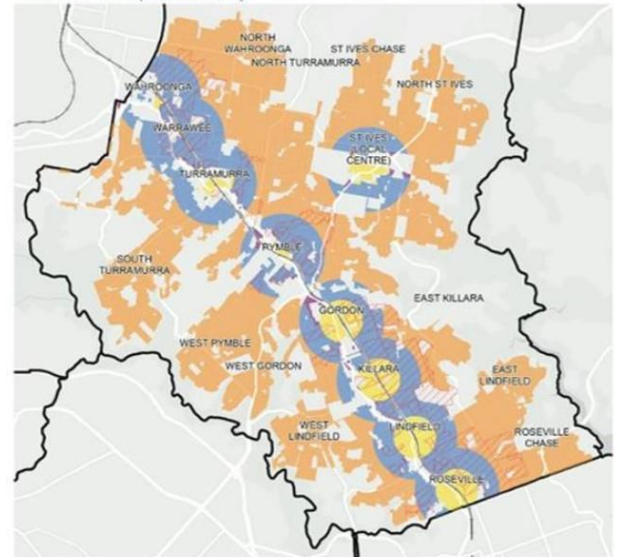 NORTH
WAHROONGA
ST IVES CHASE
NORTH TURRAMURRA
NORTH ST IVES
WAHROONGA
WARRAWEE
ST IVES
(LOCAL
CENTRE)
TURRAMURRA
PYMBLE
SOUTH
TURRAMURRA
EAST KILLARA
GORDON
WEST PYMBLE
WEST GORDON
KILLARA
EAST
LINDFIELD
WEST
LINDFIELD
LINDFIELD
ROSEVILLE
CHASE
ROSEVILLE